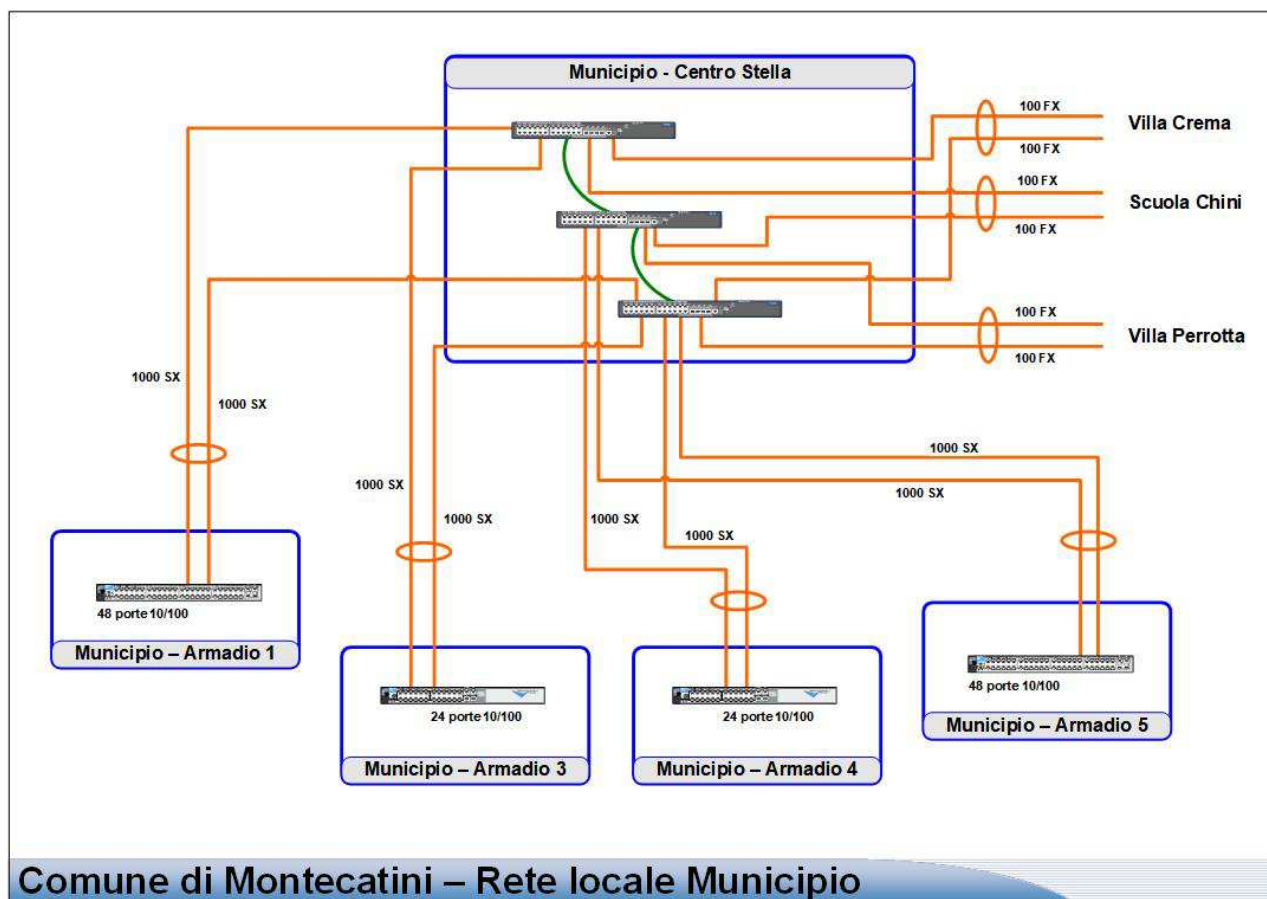 Municipio - Centro Stella
100 FX
Villa Crema
100 FX
100 FX
Scuola Chini
100 FX
100 FX
Villa Perrotta
100 FX
1000 SX
1000 SX
1000 SX
1000 SX
1000 SX
1000 SX
1000 SX
1000 SX
48 porte 10/100
Municipio – Armadio 1
24 porte 10/100
Municipio – Armadio 3
24 porte 10/100
Municipio – Armadio 4
48 porte 10/100
Municipio – Armadio 5
Comune di Montecatini – Rete locale Municipio